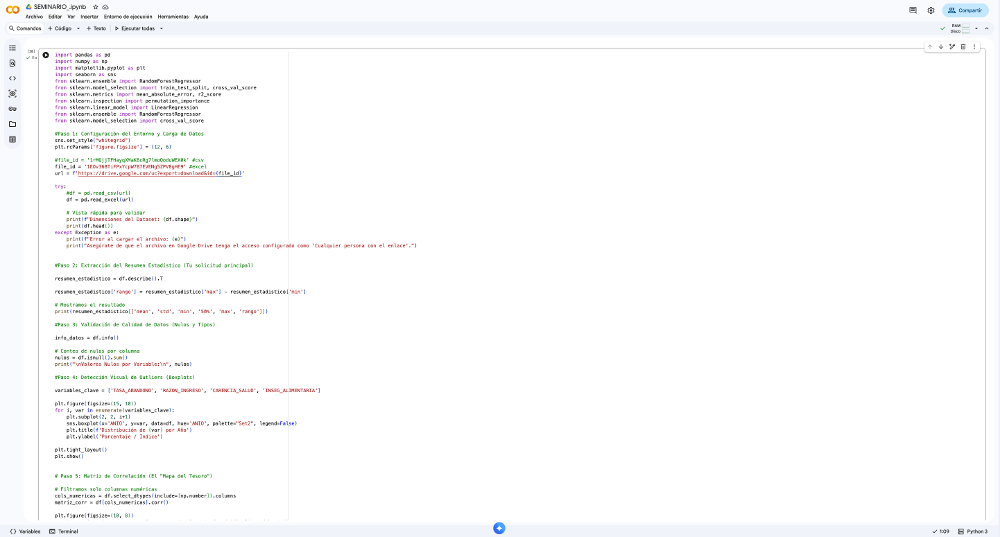 SEMINARIO_.ipynb
Archivo Editar Ver Insertar Entorno de ejecución Herramientas Ayuda
Compartir
Comandos + Código + Texto Ejecutar todas
RAM
Disco
[30]
11s
import pandas as pd
import numpy as np
import matplotlib.pyplot as plt
import seaborn as sns
from sklearn.ensemble import RandomForestRegressor
from sklearn.model_selection import train_test_split, cross_val_score
from sklearn.metrics import mean_absolute_error, r2_score
from sklearn.inspection import permutation_importance
from sklearn.linear_model import LinearRegression
from sklearn.ensemble import RandomForestRegressor
from sklearn.model_selection import cross_val_score
#Paso 1: Configuración del Entorno y Carga de Datos
sns.set_style("whitegrid")
plt.rcParams['figure.figsize'] = (12, 6)
#file_id = '1rMQjjTFHayqXMaK6cRg7lmoQoduWEX0k' #csv
file_id = '1EOv36BTiFPxYcpW7B7EVENg5ZPV8gHE9' #excel
url = f'https://drive.google.com/uc?export=download&id={file_id}'
try:
    #df = pd.read_csv(url)
    df = pd.read_excel(url)
    # Vista rápida para validar
    print(f"Dimensiones del Dataset: {df.shape}")
    print(df.head())
except Exception as e:
    print(f"Error al cargar el archivo: {e}")
    print("Asegúrate de que el archivo en Google Drive tenga el acceso configurado como 'Cualquier persona con el enlace'.")
#Paso 2: Extracción del Resumen Estadístico (Tu solicitud principal)
resumen_estadistico = df.describe().T
resumen_estadistico['rango'] = resumen_estadistico['max'] - resumen_estadistico['min']
# Mostramos el resultado
print(resumen_estadistico[['mean', 'std', 'min', '50%', 'max', 'rango']])
#Paso 3: Validación de Calidad de Datos (Nulos y Tipos)
info_datos = df.info()
# Conteo de nulos por columna
nulos = df.isnull().sum()
print("\nValores Nulos por Variable:\n", nulos)
#Paso 4: Detección Visual de Outliers (Boxplots)
variables_clave = ['TASA_ABANDONO', 'RAZON_INGRESO', 'CARENCIA_SALUD', 'INSEG_ALIMENTARIA']
plt.figure(figsize=(15, 10))
for i, var in enumerate(variables_clave):
    plt.subplot(2, 2, i+1)
    sns.boxplot(x='ANIO', y=var, data=df, hue='ANIO', palette="Set2", legend=False)
    plt.title(f'Distribución de {var} por Año')
    plt.ylabel('Porcentaje / Índice')
plt.tight_layout()
plt.show()
# Paso 5: Matriz de Correlación (El "Mapa del Tesoro")
# Filtramos solo columnas numéricas
cols_numericas = df.select_dtypes(include=[np.number]).columns
matriz_corr = df[cols_numericas].corr()
plt.figure(figsize=(10, 8))
Variables Terminal
1:09 Python 3